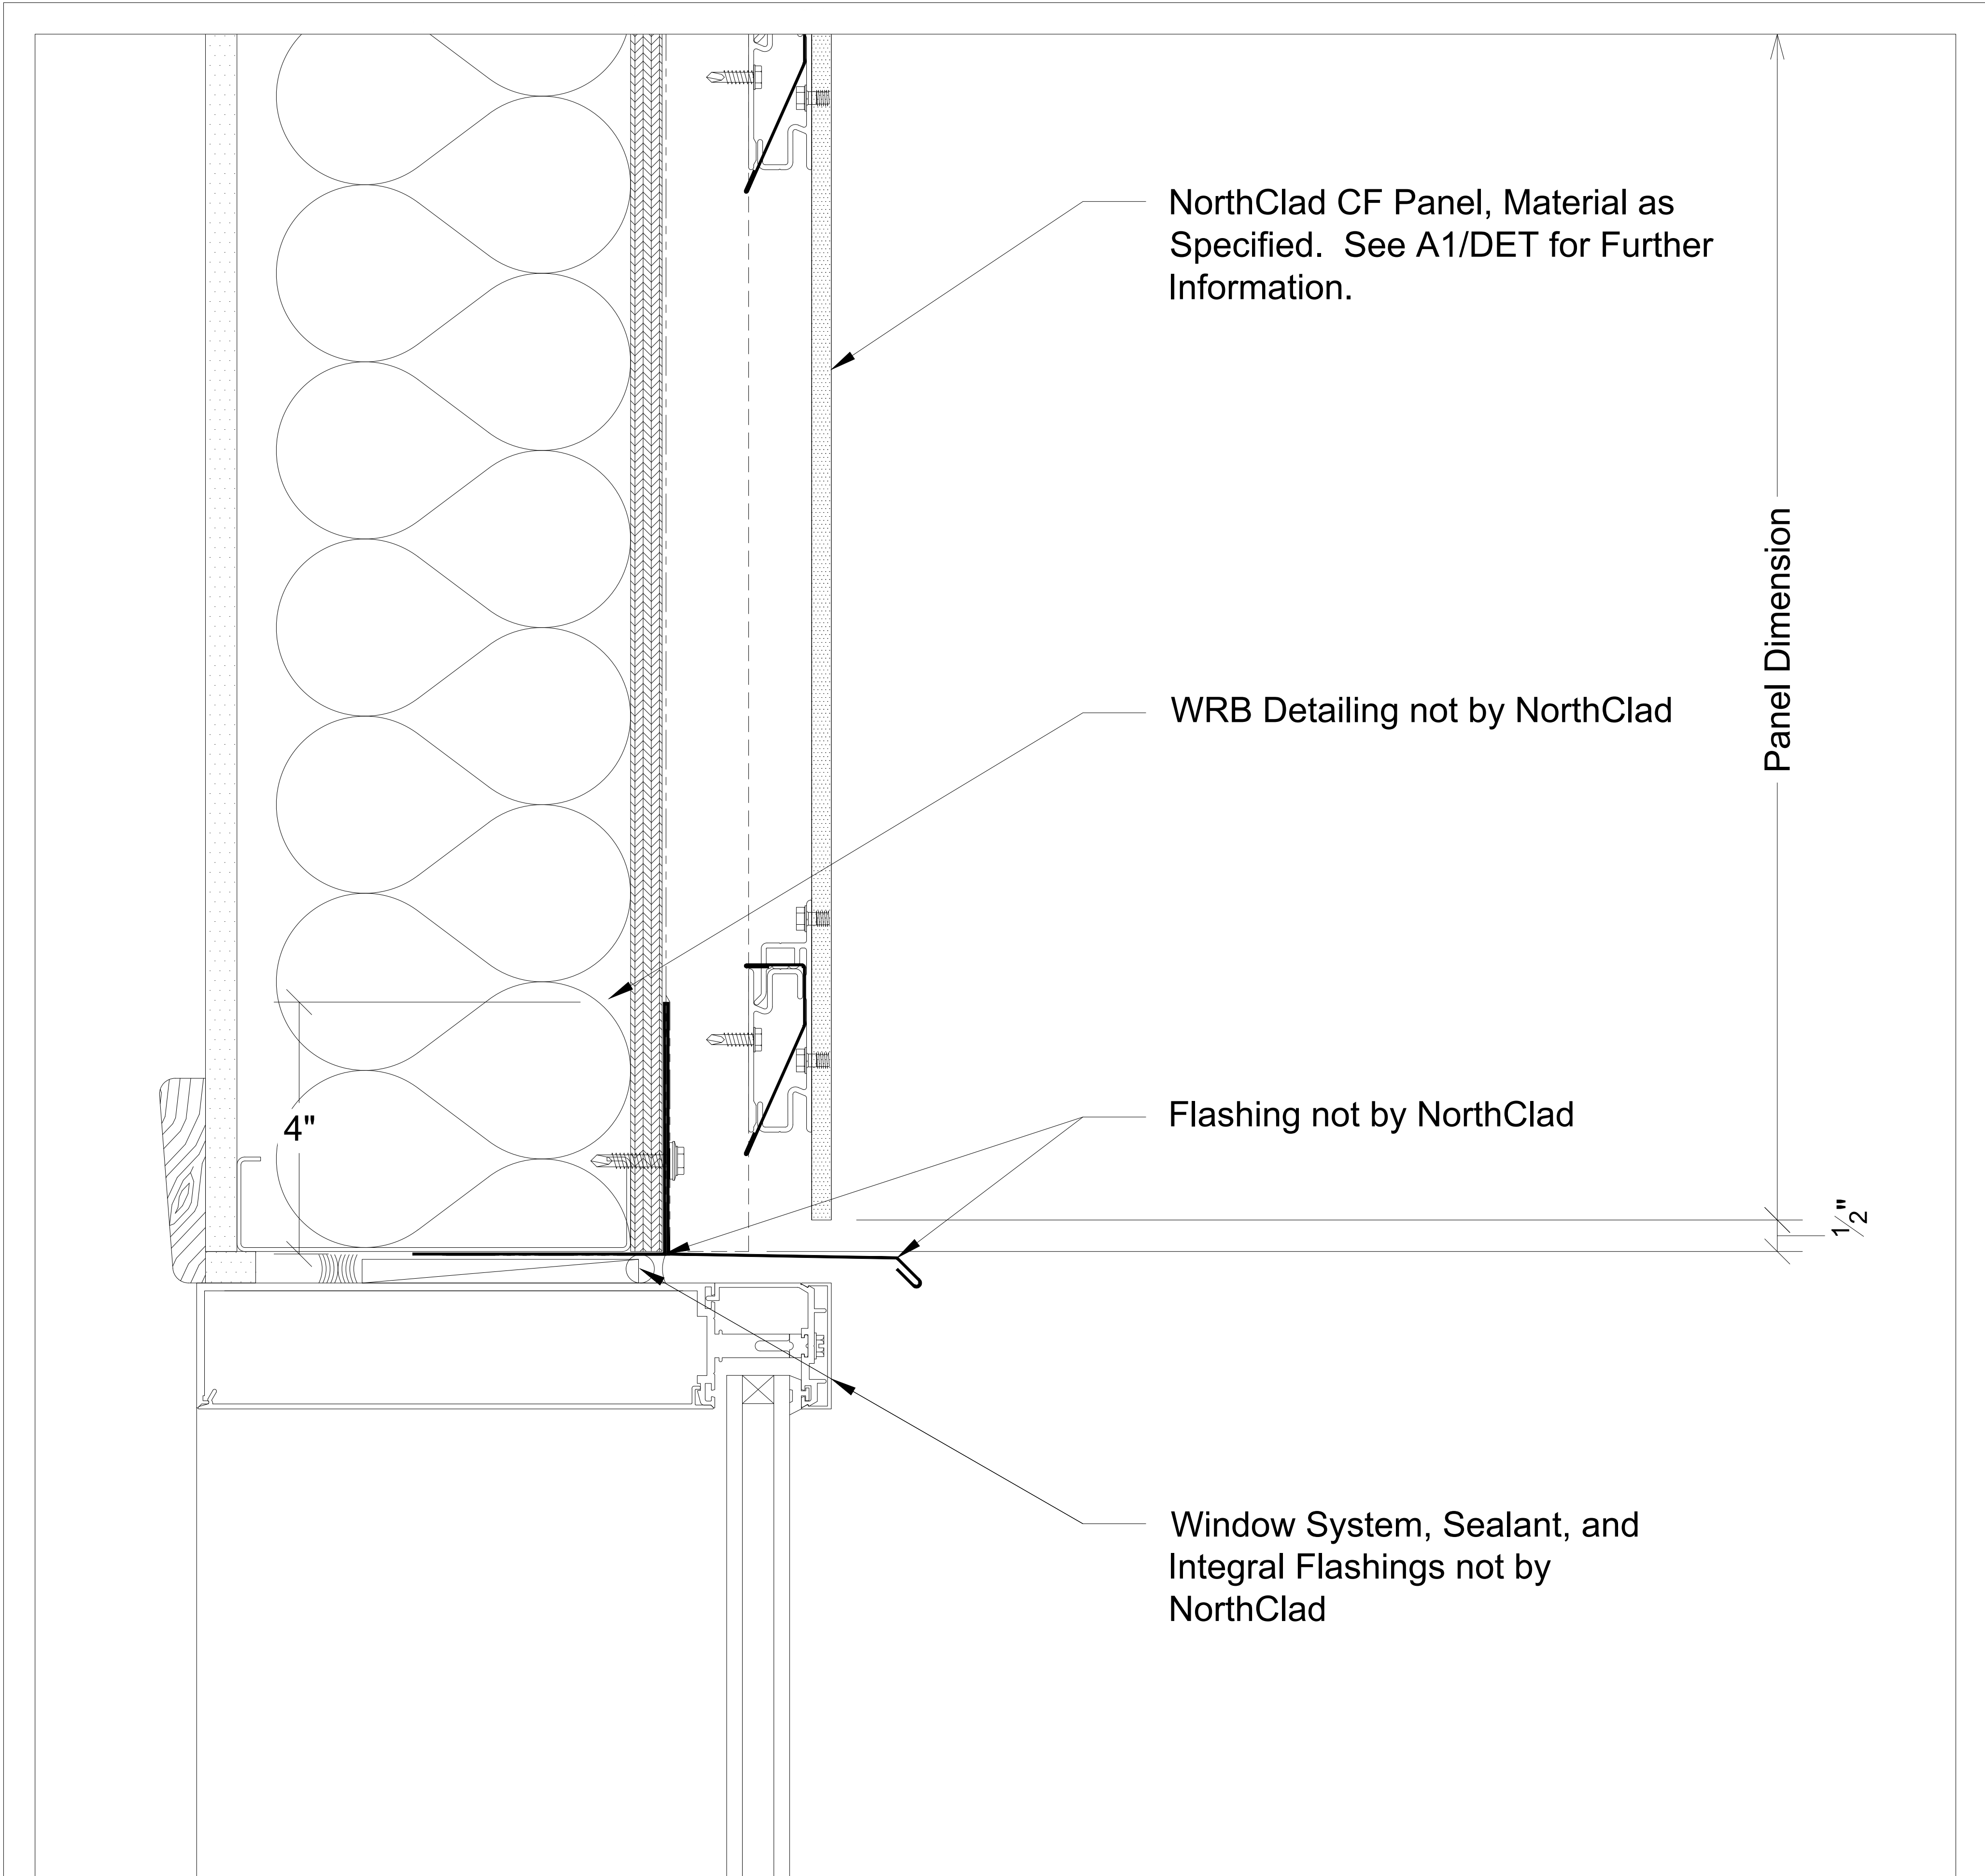 NorthClad CF Panel, Material as
Specified.  See A1/DET for Further
Information.
Panel Dimension
WRB Detailing not by NorthClad
4"
Flashing not by NorthClad
1/2"
Window System, Sealant, and
Integral Flashings not by
NorthClad